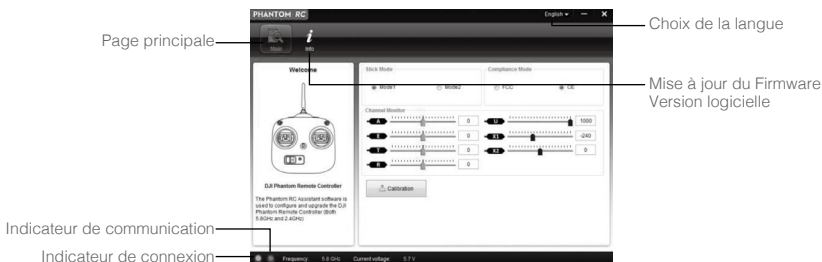 PHANTOM RC
English
Choix de la langue
Page principale
Main
Info
Mise à jour du Firmware
Version logicielle
Welcome
Stick Mode
Mode1
Mode2
Compliance Mode
FCC
CE
Channel Monitor
A 0
E 0
T 0
R 0
U 1000
X1 -240
X2 0
Calibration
DJI Phantom Remote Controller
The Phantom RC Assistant software is
used to configure and upgrade the DJI
Phantom Remote Controller (Both
5.8GHz and 2.4GHz)
Indicateur de communication
Indicateur de connexion
Frequency: 5.8 GHz Current voltage: 5.7 V